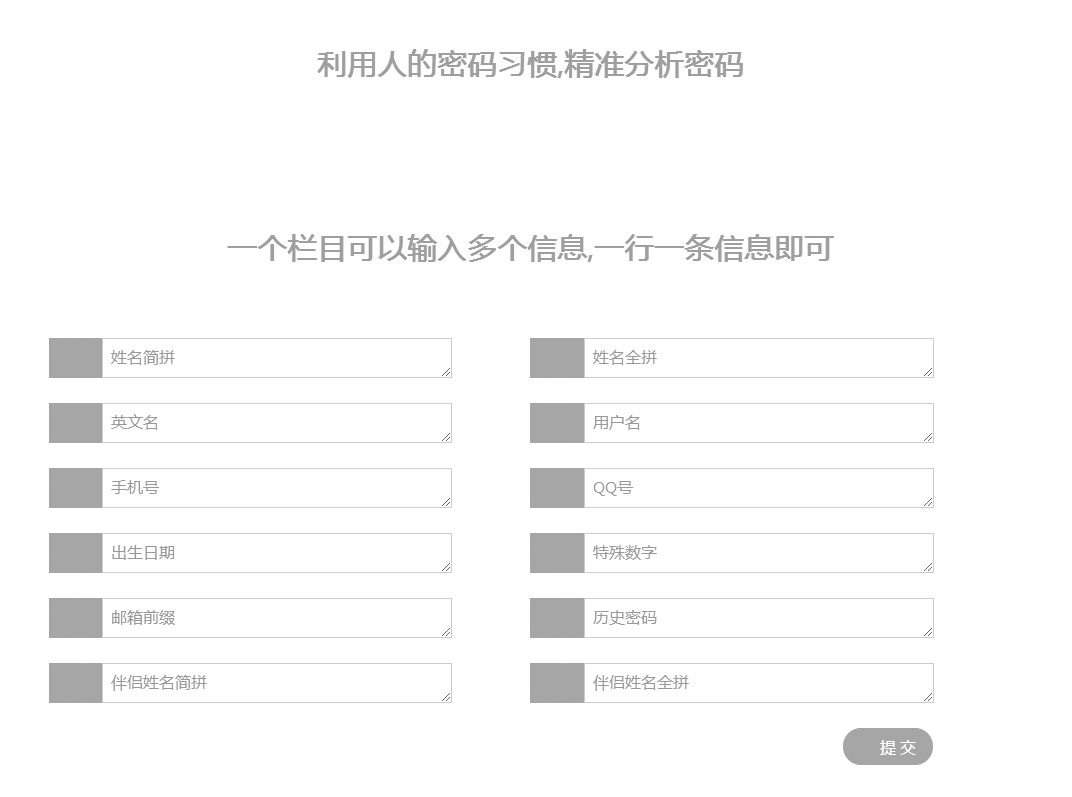 利用人的密码习惯,精准分析密码
一个栏目可以输入多个信息,一行一条信息即可
姓名简拼
姓名全拼
英文名
用户名
手机号
QQ号
出生日期
特殊数字
邮箱前缀
历史密码
伴侣姓名简拼
伴侣姓名全拼
提 交